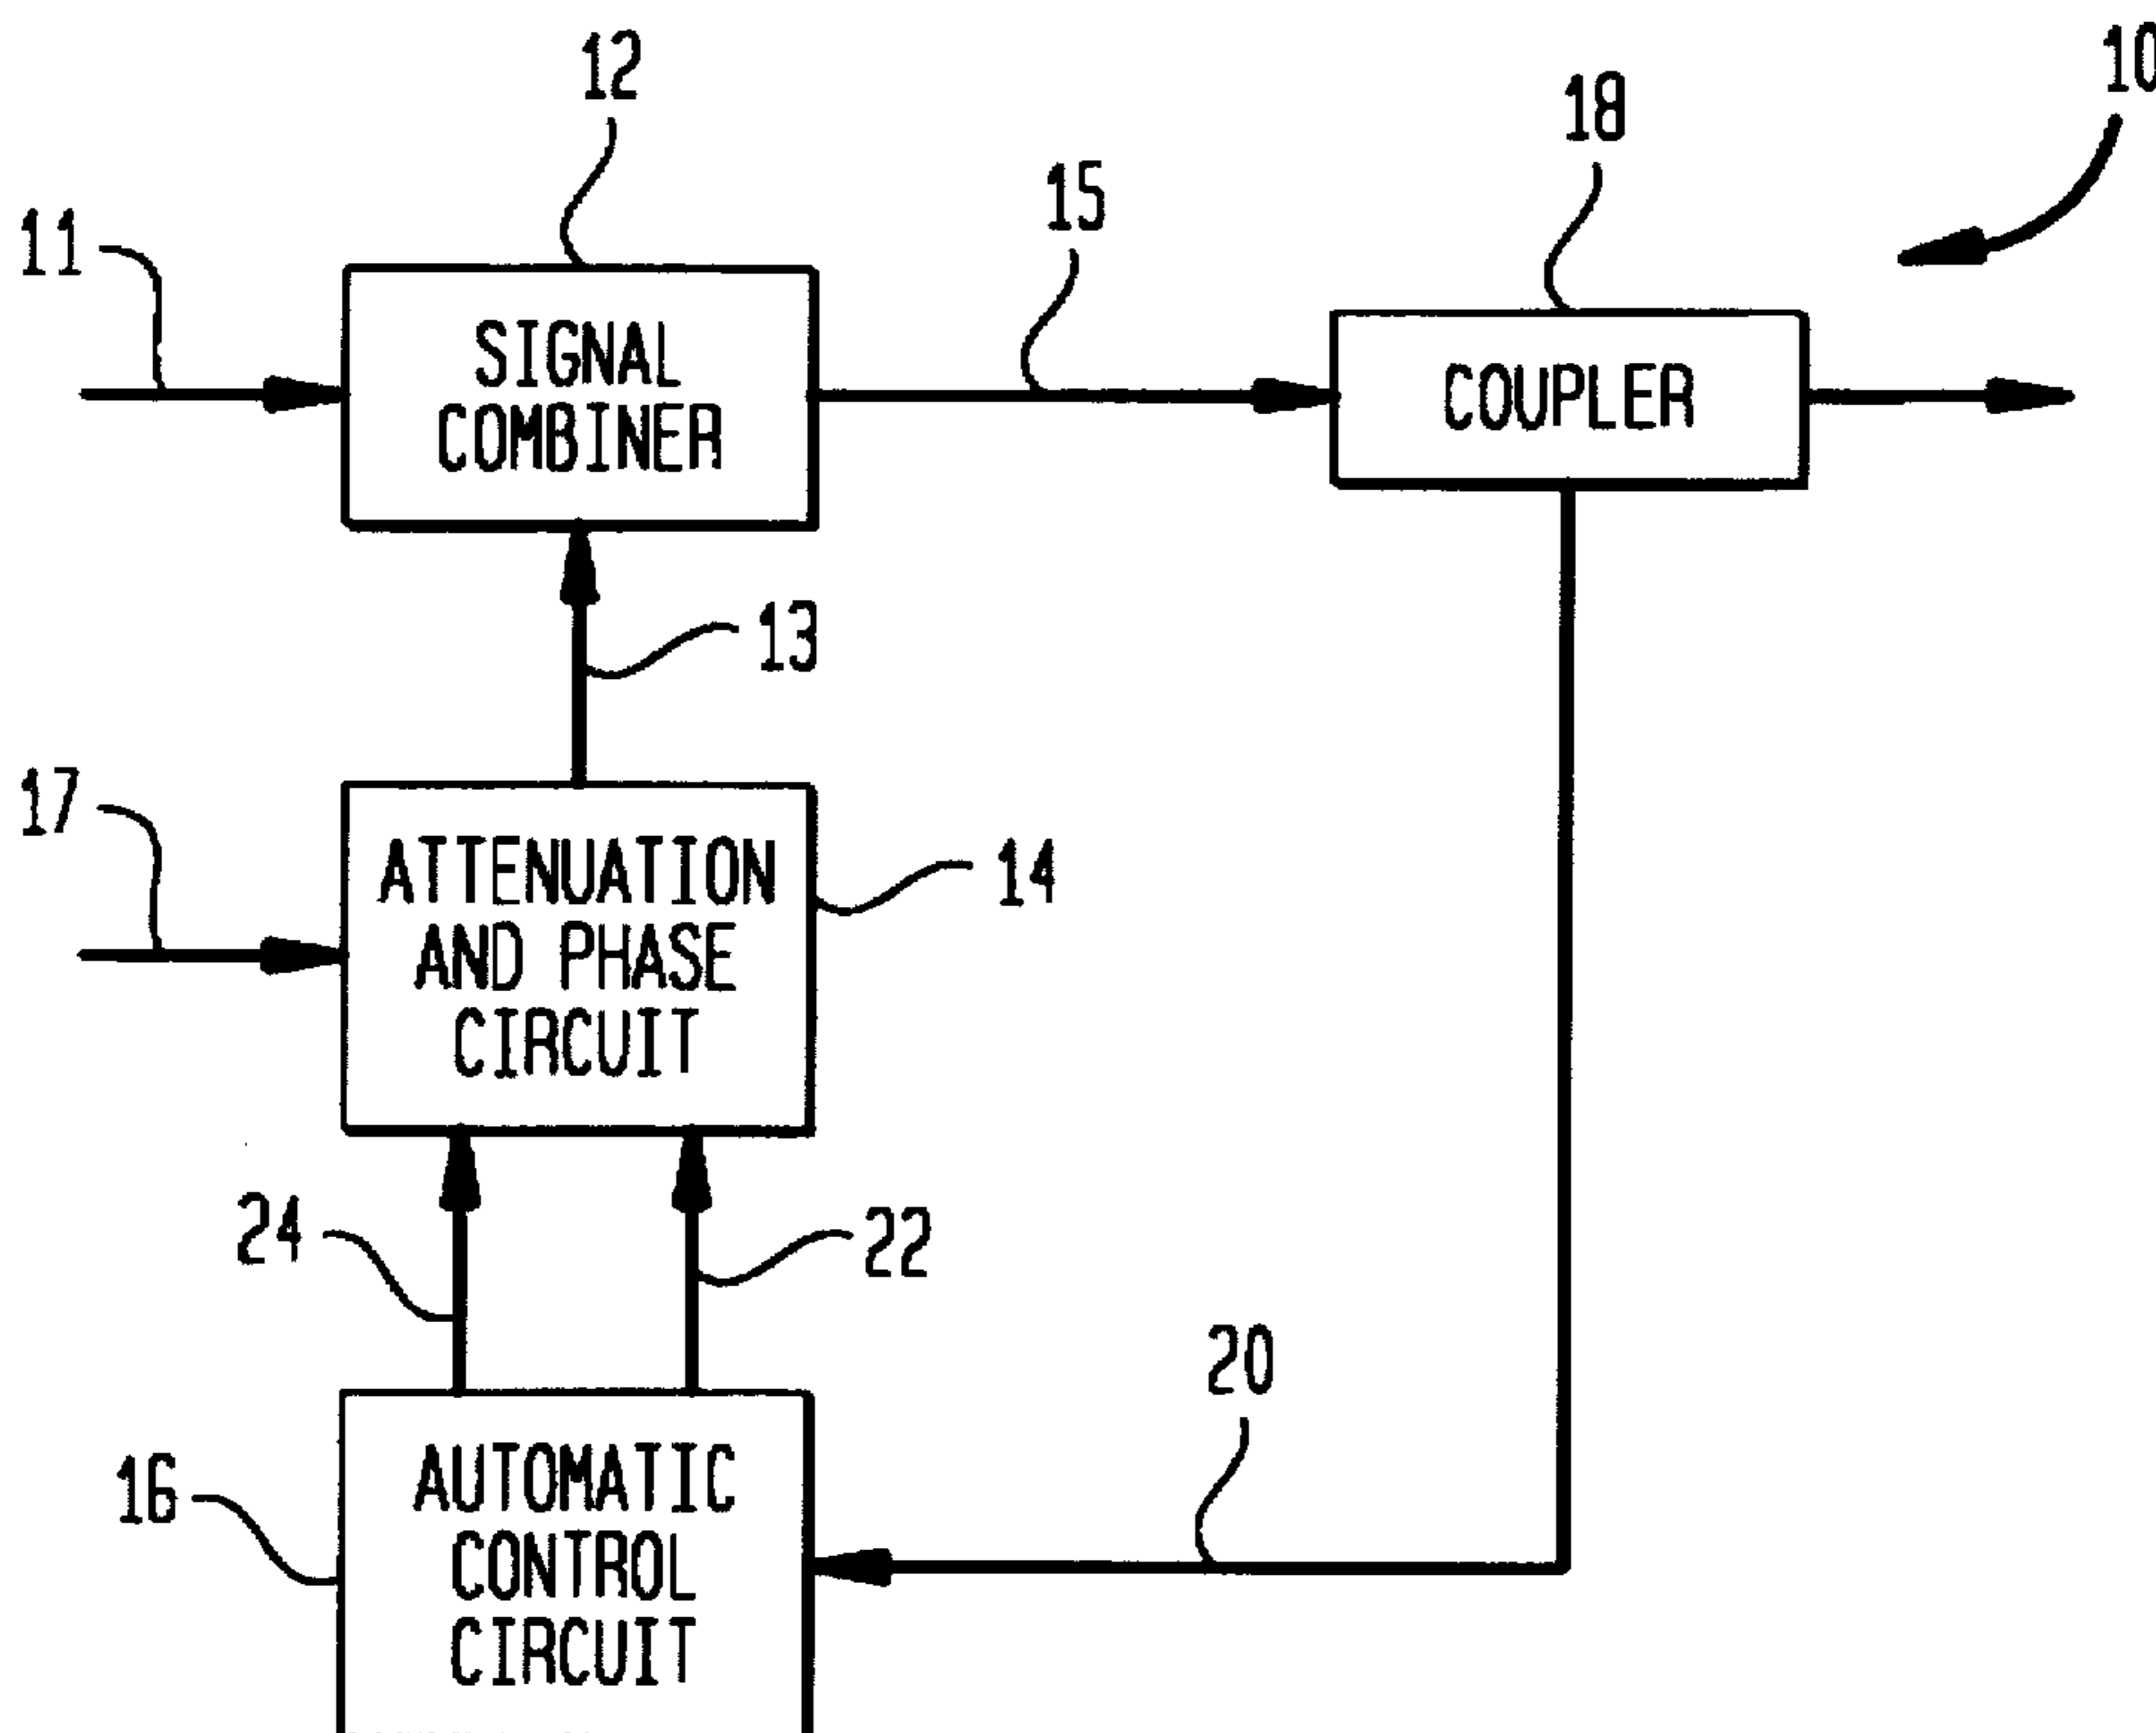 12
10
18
15
11
SIGNAL
COMBINER
COUPLER
13
17
ATTENUATION
AND PHASE
CIRCUIT
14
24
22
20
16
AUTOMATIC
CONTROL
CIRCUIT